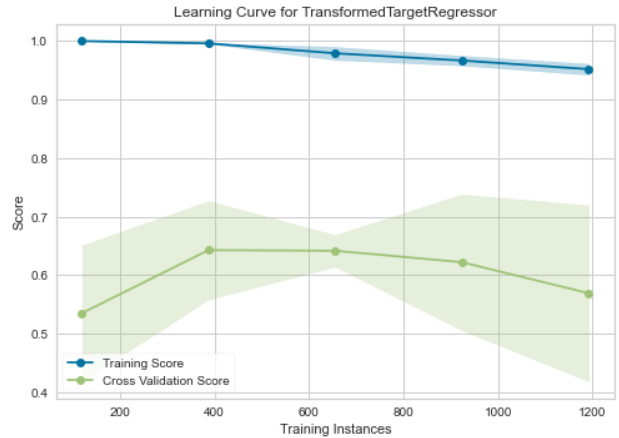 Learning Curve for TransformedTargetRegressor
1.0
0.9
0.8
0.7
0.6
0.5
0.4
Score
Training Score
Cross Validation Score
200
400
600
800
1000
1200
Training Instances